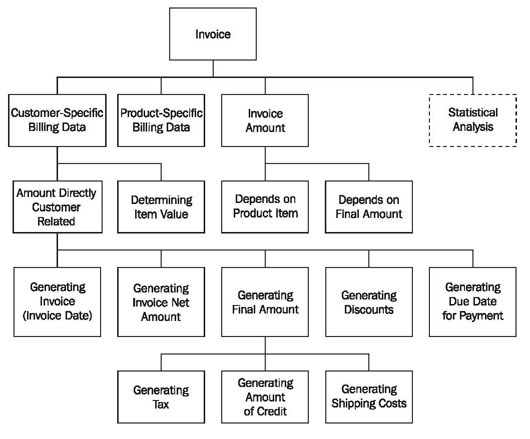 Invoice
Customer-Specific
Billing Data
Product-Specific
Billing Data
Invoice
Amount
Statistical
Analysis
Amount Directly
Customer
Related
Determining
Item Value
Depends on
Product Item
Depends on
Final Amount
Generating
Invoice
(Invoice Date)
Generating
Invoice Net
Amount
Generating
Final Amount
Generating
Discounts
Generating
Due Date
for Payment
Generating
Tax
Generating
Amount
of Credit
Generating
Shipping Costs